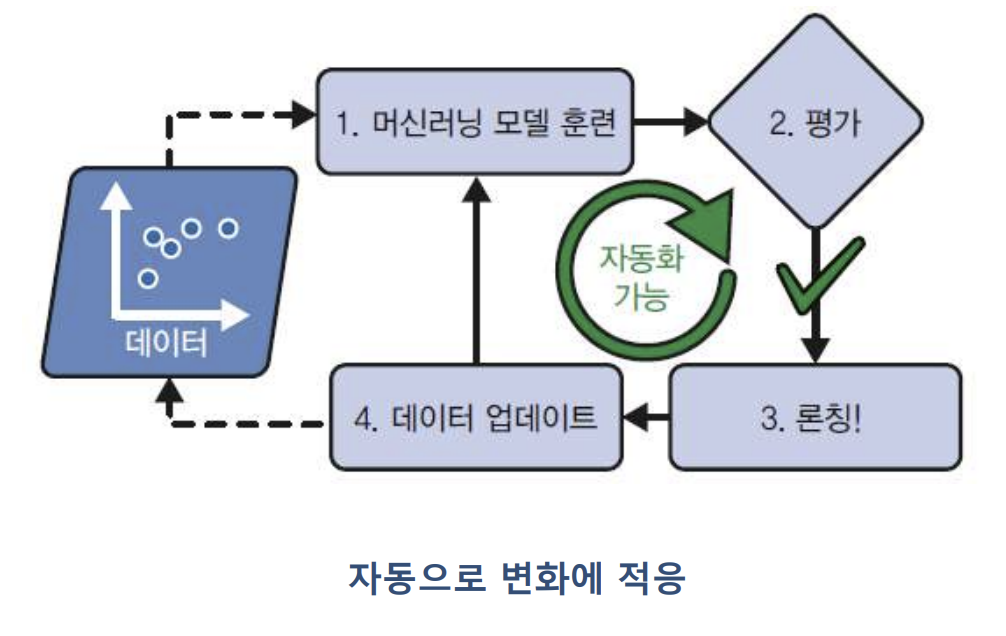 1. 머신러닝 모델 훈련
2. 평가
자동화
가능
데이터
4. 데이터 업데이트
3. 론칭!
자동으로 변화에 적응